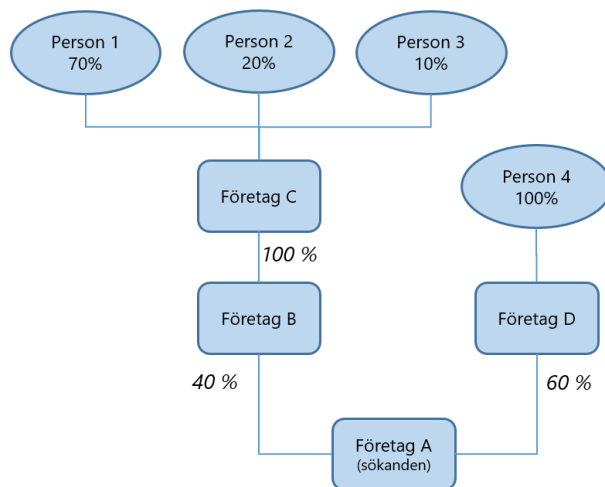 Person 1
70%
Person 2
20%
Person 3
10%
Företag C
Person 4
100%
100 %
Företag B
Företag D
40 %
60 %
Företag A
(sökanden)